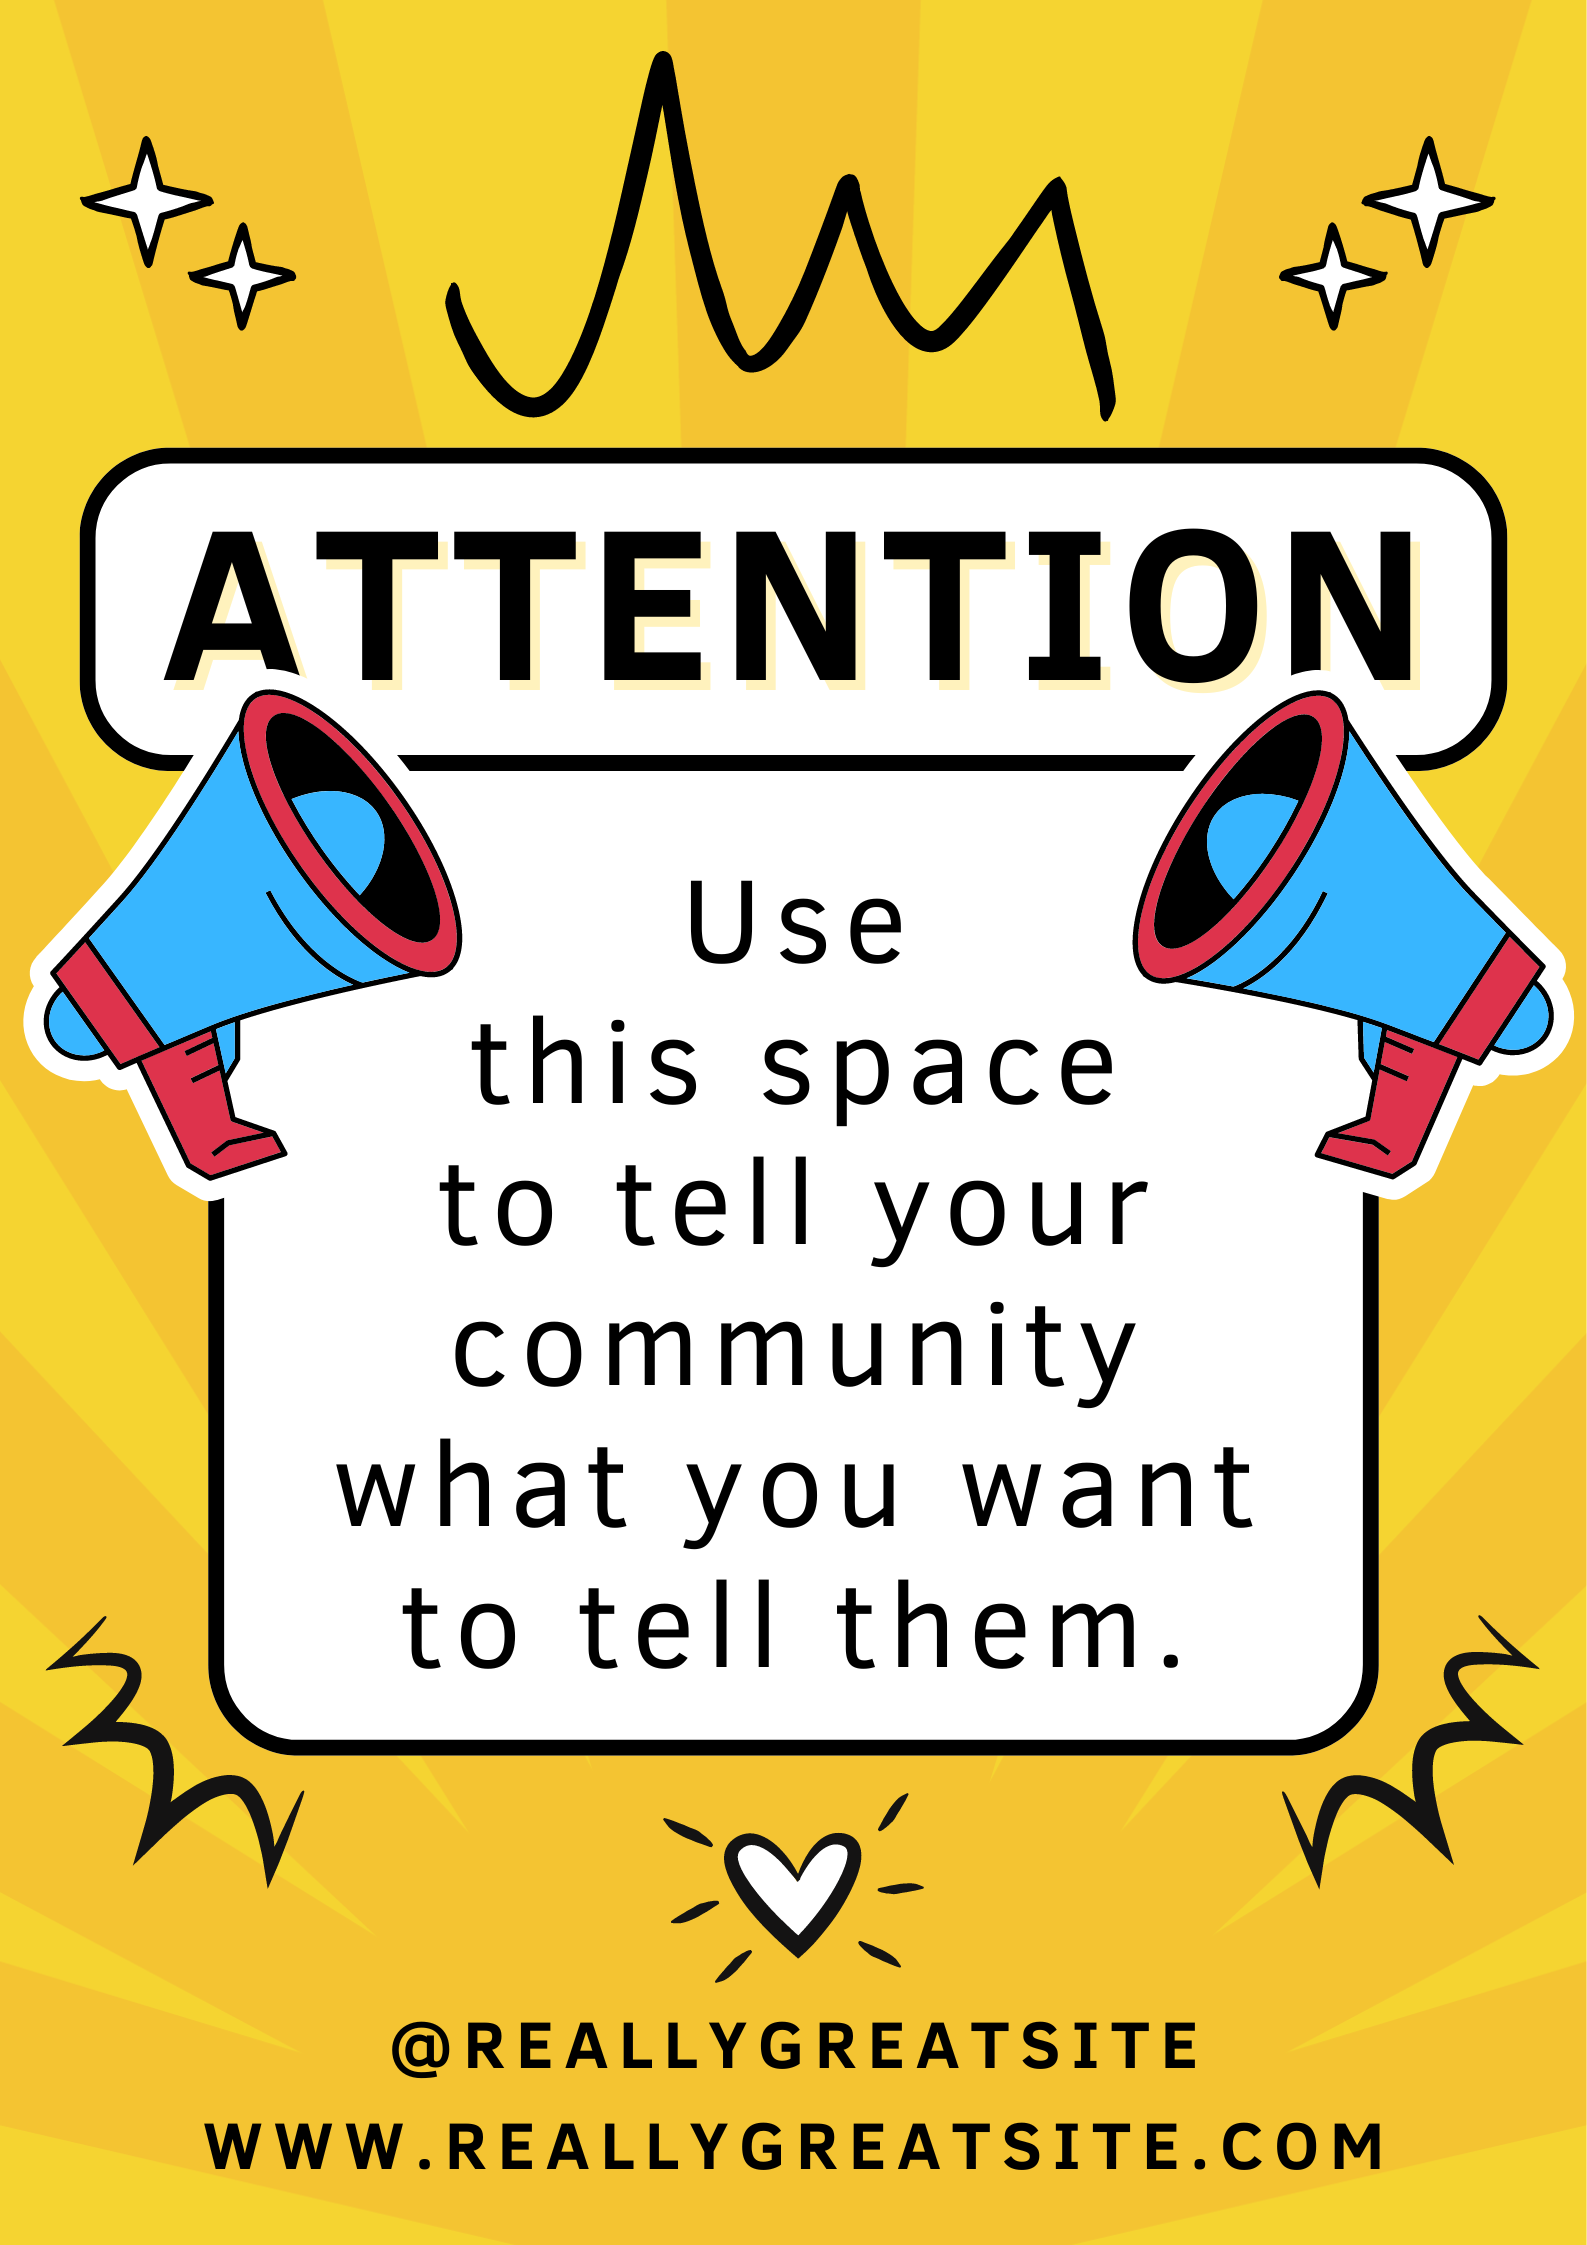 ATTENTION
Use
this space
to tell your
community
what you want
to tell them.
@REALLYGREATSITE
WWW.REALLYGREATSITE.COM